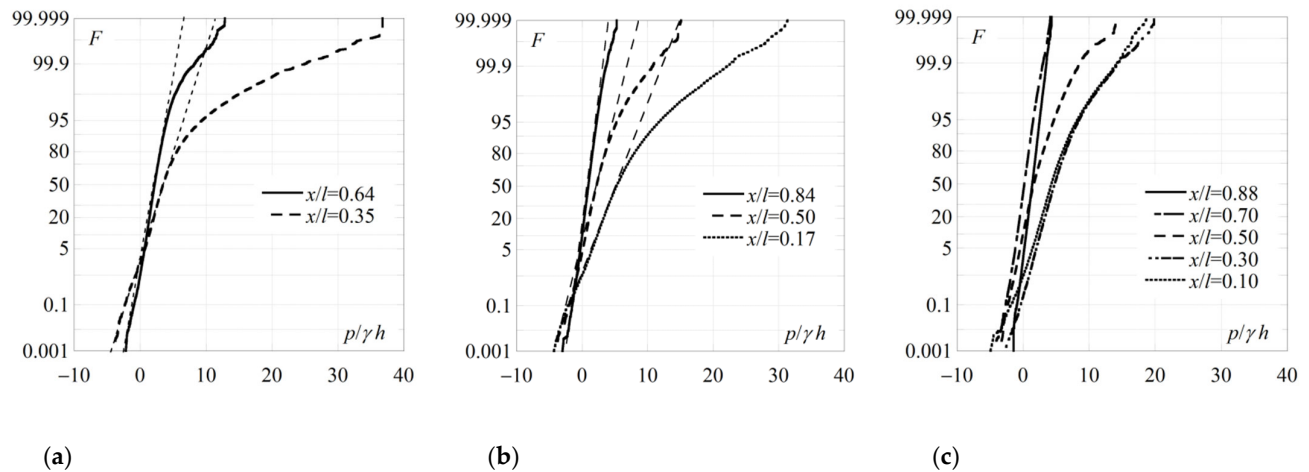 99.999
F
99.9
95
80
50
20
5
0.1
0.001
x/l=0.64
x/l=0.35
p/γ h
−10 0 10 20 30 40
(a)
99.999
F
99.9
95
80
50
20
5
0.1
0.001
x/l=0.84
x/l=0.50
x/l=0.17
p/γ h
−10 0 10 20 30 40
(b)
99.999
F
99.9
95
80
50
20
5
0.1
0.001
x/l=0.88
x/l=0.70
x/l=0.50
x/l=0.30
x/l=0.10
p/γ h
−10 0 10 20 30 40
(c)